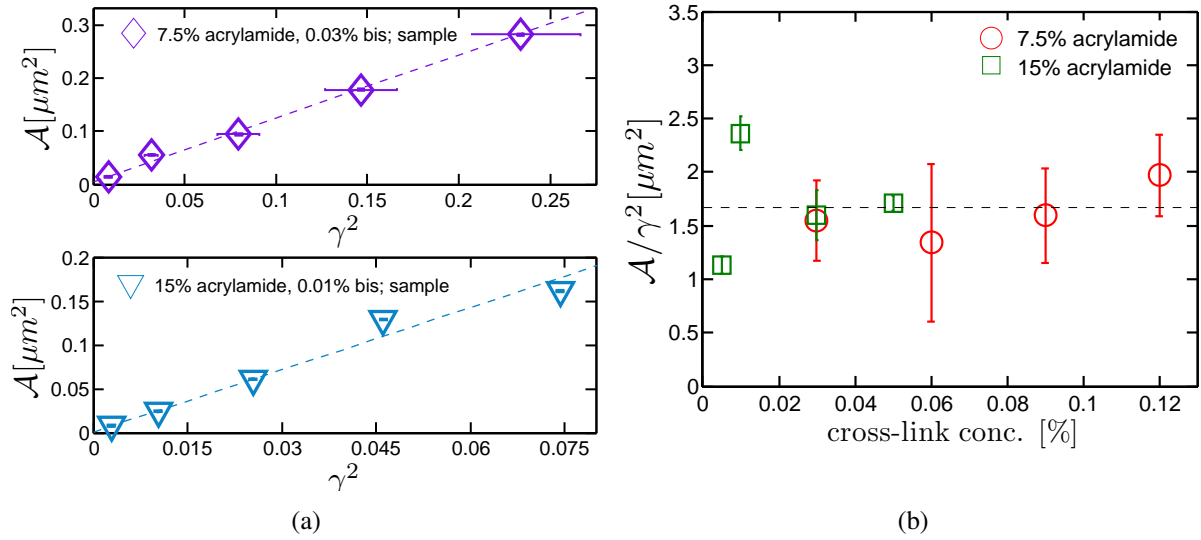 0.3
0.2
0.1
0
𝒜[μm²]
7.5% acrylamide, 0.03% bis; sample
0 0.05 0.1 0.15 0.2 0.25
γ²
0.2
0.15
0.1
0.05
0
𝒜[μm²]
15% acrylamide, 0.01% bis; sample
0 0.015 0.03 0.045 0.06 0.075
γ²
(a)
3.5
3
2.5
2
1.5
1
0.5
0
𝒜/γ²[μm²]
7.5% acrylamide
15% acrylamide
0 0.02 0.04 0.06 0.08 0.10 0.12
cross-link conc. [%]
(b)